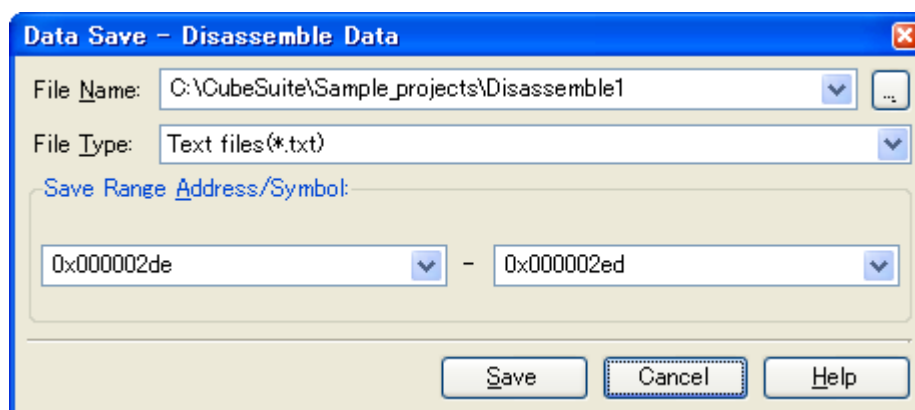 Data Save - Disassemble Data
File Name: C:\CubeSuite\Sample_projects\Disassemble1 ...
File Type: Text files(*.txt)
Save Range Address/Symbol:
0x000002de - 0x000002ed
Save Cancel Help